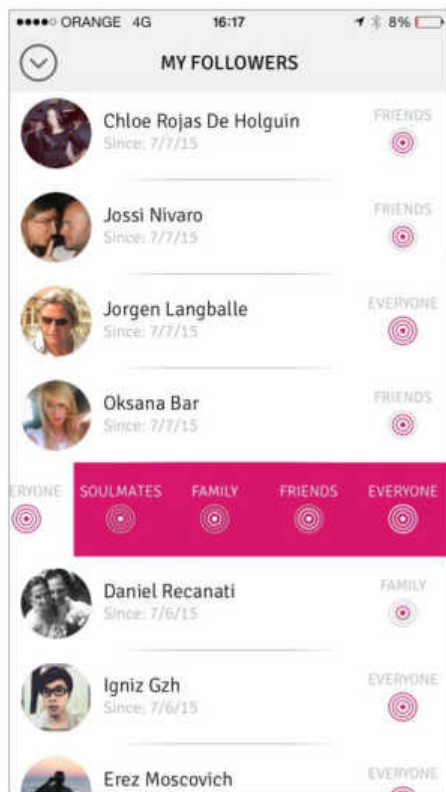 ORANGE 4G 16:17 8%
MY FOLLOWERS
Chloe Rojas De Holguin FRIENDS
Since: 7/7/15
Jossi Nivaro FRIENDS
Since: 7/7/15
Jorgen Langballe EVERYONE
Since: 7/7/15
Oksana Bar FRIENDS
Since: 7/7/15
ERYONE SOULMATES FAMILY FRIENDS EVERYONE
Daniel Recanati FAMILY
Since: 7/6/15
Igniz Gzh EVERYONE
Since: 7/6/15
Erez Moscovich EVERYONE